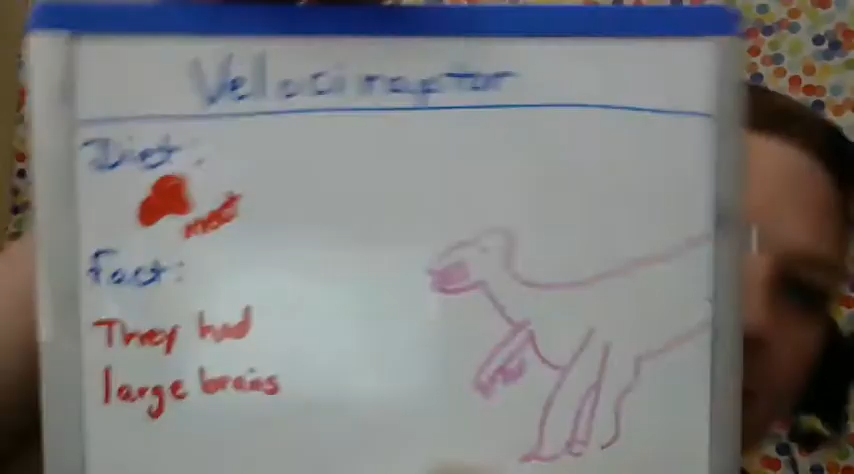 Velociraptor
Diet:
meat
Fact:
They had
large brains